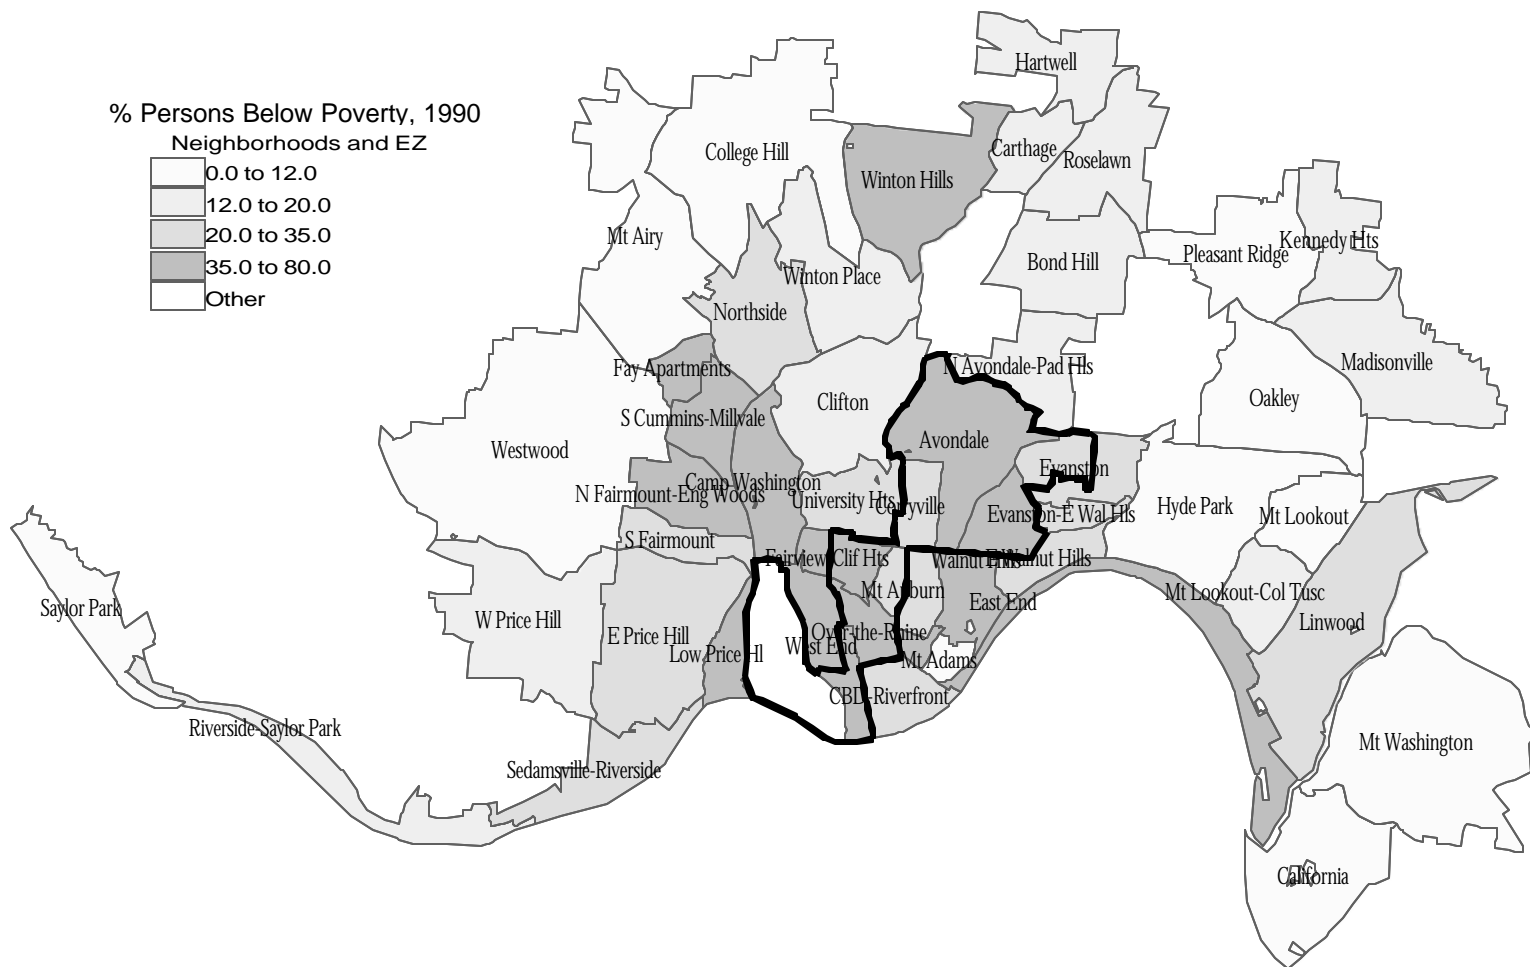 % Persons Below Poverty, 1990
Neighborhoods and EZ
0.0 to 12.0
12.0 to 20.0
20.0 to 35.0
35.0 to 80.0
Other
Hartwell
College Hill
Carthage
Roselawn
Winton Hills
Mt Airy
Kennedy Hts
Pleasant Ridge
Bond Hill
Winton Place
Northside
Madisonville
Fay Apartments
N Avondale-Pad Hls
Oakley
Clifton
S Cummins-Millvale
Avondale
Westwood
Evanston
Camp Washington
N Fairmount-Eng Woods
University Hts
Corryville
Hyde Park
Evanston-E Wal Hls
Mt Lookout
S Fairmount
Fairview-Clif Hts
Walnut Hills
E Walnut Hills
Mt Auburn
Mt Lookout-Col Tusc
East End
Saylor Park
W Price Hill
Linwood
E Price Hill
Over-the-Rhine
West End
Low Price Hl
Mt Adams
CBD-Riverfront
Riverside-Saylor Park
Mt Washington
Sedamsville-Riverside
California